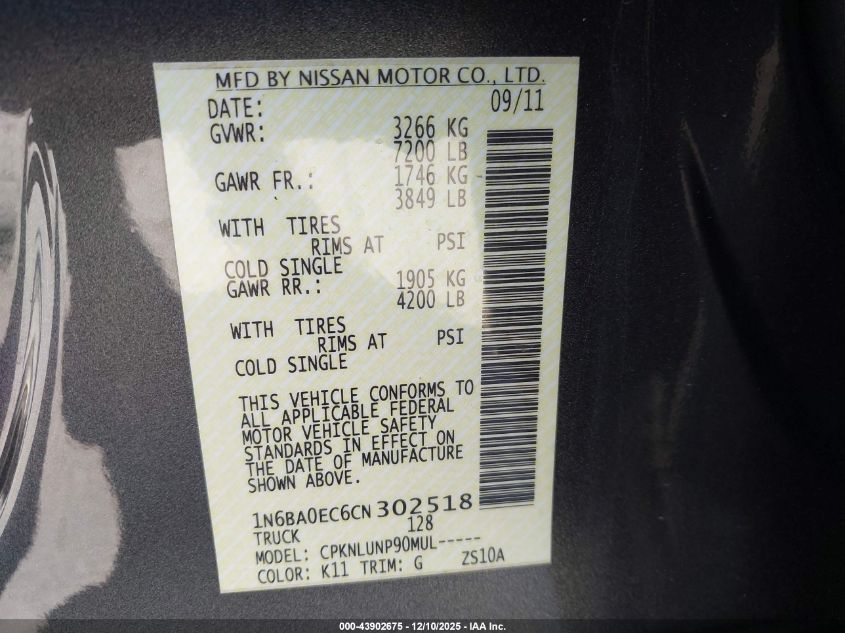 MFD BY NISSAN MOTOR CO., LTD.
DATE: 09/11
GVWR: 3266 KG
7200 LB
GAWR FR.: 1746 KG
3849 LB
WITH TIRES
RIMS AT PSI
COLD SINGLE
GAWR RR.: 1905 KG
4200 LB
WITH TIRES
RIMS AT PSI
COLD SINGLE
THIS VEHICLE CONFORMS TO
ALL APPLICABLE FEDERAL
MOTOR VEHICLE SAFETY
STANDARDS IN EFFECT ON
THE DATE OF MANUFACTURE
SHOWN ABOVE.
1N6BA0EC6CN302518
TRUCK 128
MODEL: CPKNLUNP90MUL-----
COLOR: K11 TRIM: G ZS10A
000-43902675 - 12/10/2025 - IAA Inc.